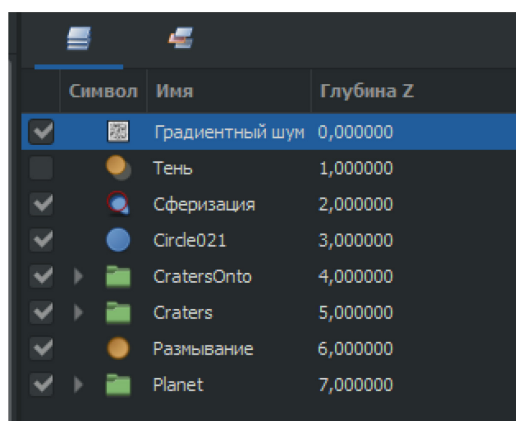 Символ Имя Глубина Z
Градиентный шум 0,000000
Тень 1,000000
Сферизация 2,000000
Circle021 3,000000
CratersOnto 4,000000
Craters 5,000000
Размывание 6,000000
Planet 7,000000